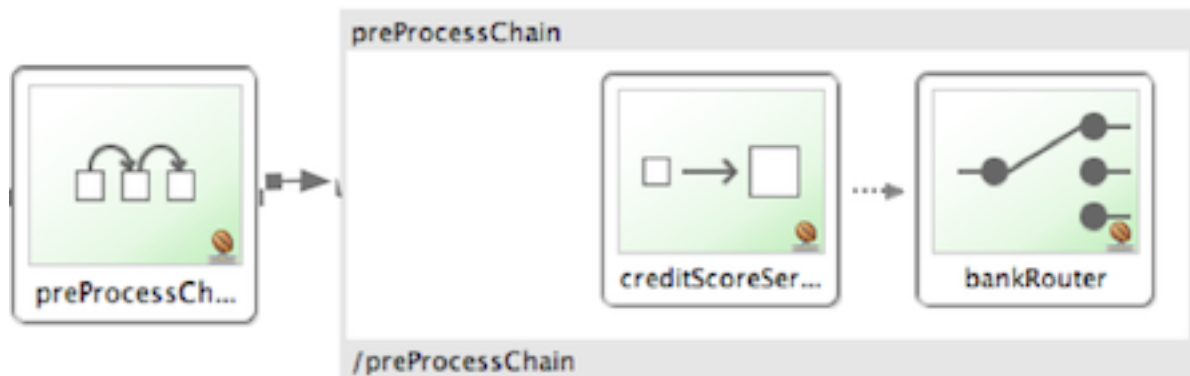 preProcessChain
preProcessCh...
creditScoreSer...
bankRouter
/preProcessChain